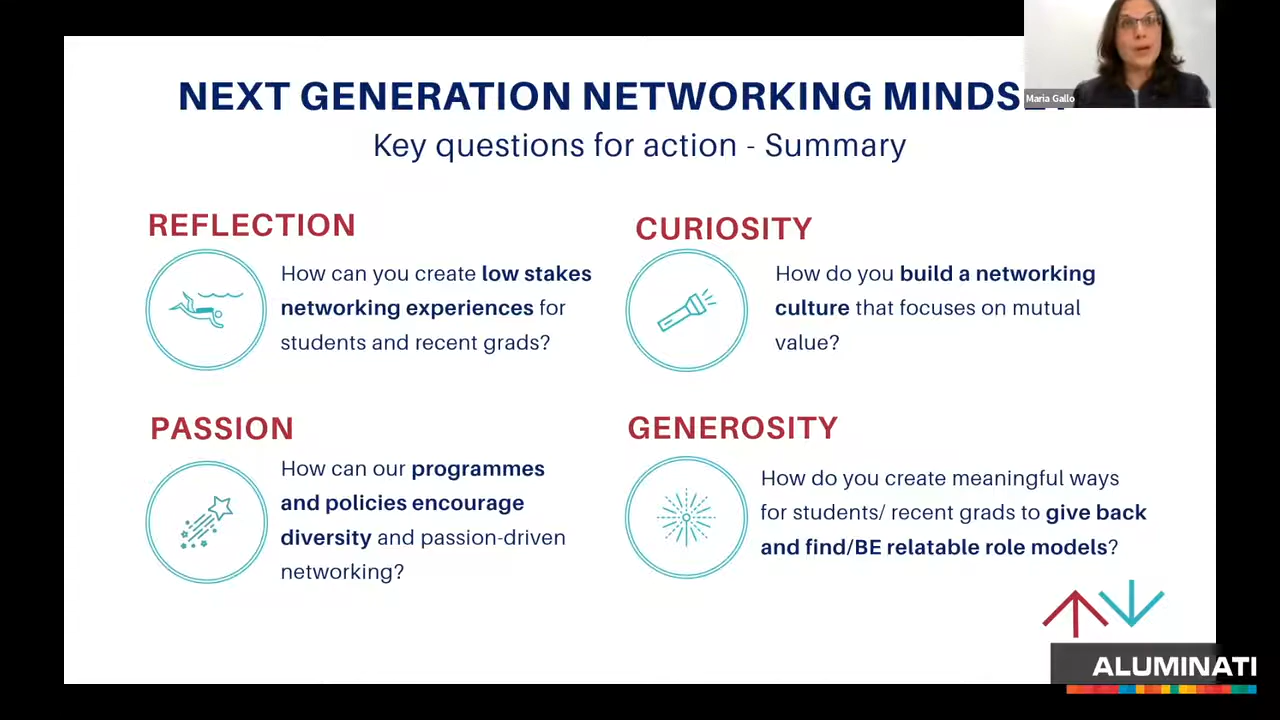 NEXT GENERATION NETWORKING
Maria Gallo
Key questions for action - Summary
REFLECTION
How can you create low stakes
networking experiences for
students and recent grads?
CURIOSITY
How do you build a networking
culture that focuses on mutual
value?
PASSION
How can our programmes
and policies encourage
diversity and passion-driven
networking?
GENEROSITY
How do you create meaningful ways
for students/ recent grads to give back
and find/BE relatable role models?
ALUMINATI